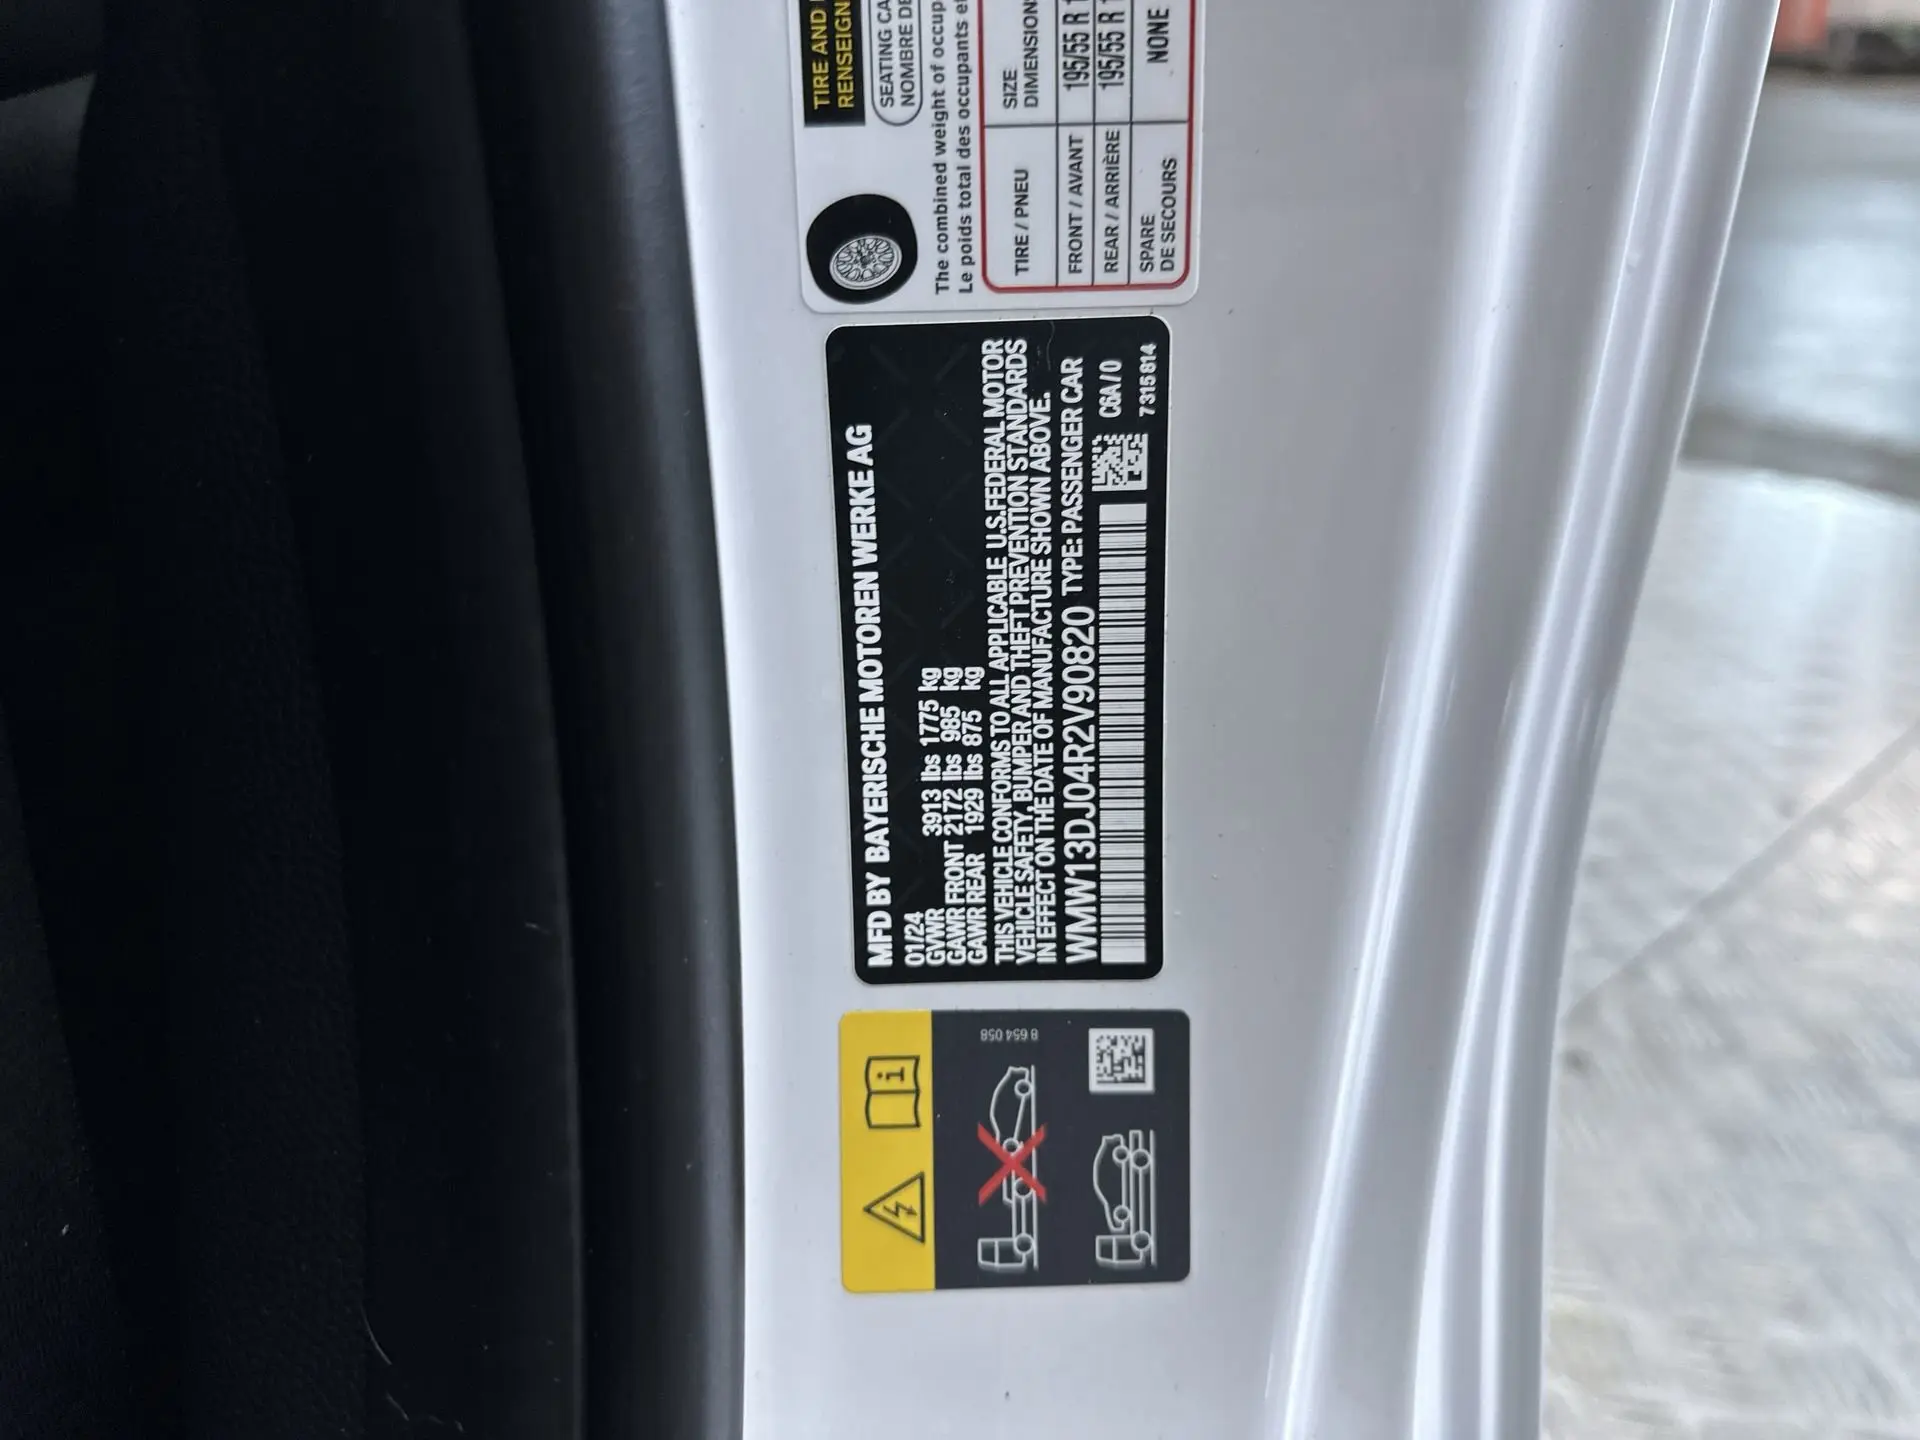 TIRE AND
RENSEIGN
SEATING
NOMBRE
The combined weight of
Le poids total des occupants
TIRE / PNEU
SIZE
DIMENSION
FRONT / AVANT
195/55 R
REAR / ARRIÈRE
195/55 R
SPARE
DE SECOURS
NONE
MFD BY BAYERISCHE MOTOREN WERKE AG
01/24
GVWR 3913 lbs 1775 kg
GAWR FRONT 2172 lbs 985 kg
GAWR REAR 1929 lbs 875 kg
THIS VEHICLE CONFORMS TO ALL APPLICABLE U.S.FEDERAL MOTOR
VEHICLE SAFETY, BUMPER AND THEFT PREVENTION STANDARDS
IN EFFECT ON THE DATE OF MANUFACTURE SHOWN ABOVE.
WMW13DJ04R2V90820 TYPE: PASSENGER CAR
C6A/0
7315814
8 654 058